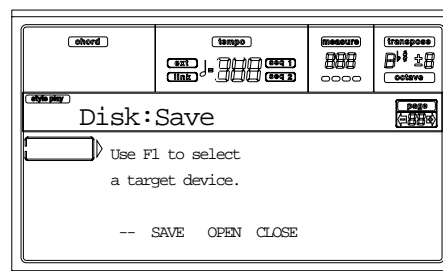 chord tempo measure transpose
ext seq 1
link seq 2
octave
style play page
Disk:Save
Use F1 to select
a target device.
-- SAVE OPEN CLOSE